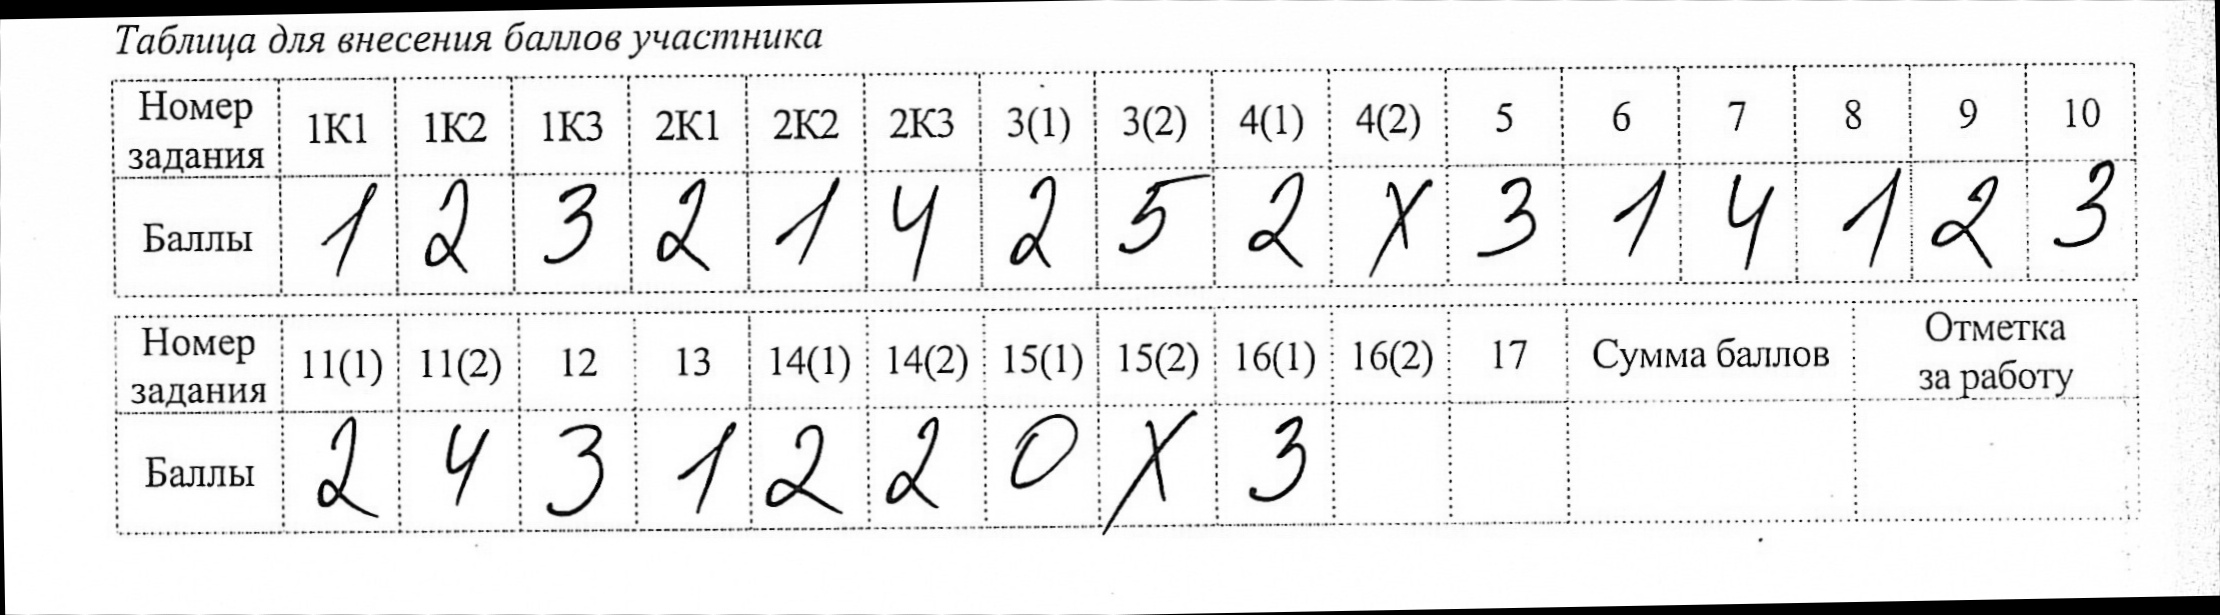 Таблица для внесения баллов участника
Номер задания 1К1 1К2 1К3 2К1 2К2 2К3 3(1) 3(2) 4(1) 4(2) 5 6 7 8 9 10
Баллы 1 2 3 2 1 4 2 5 2 X 3 1 4 1 2 3
Номер задания 11(1) 11(2) 12 13 14(1) 14(2) 15(1) 15(2) 16(1) 16(2) 17 Сумма баллов Отметка за работу
Баллы 2 4 3 1 2 2 0 X 3